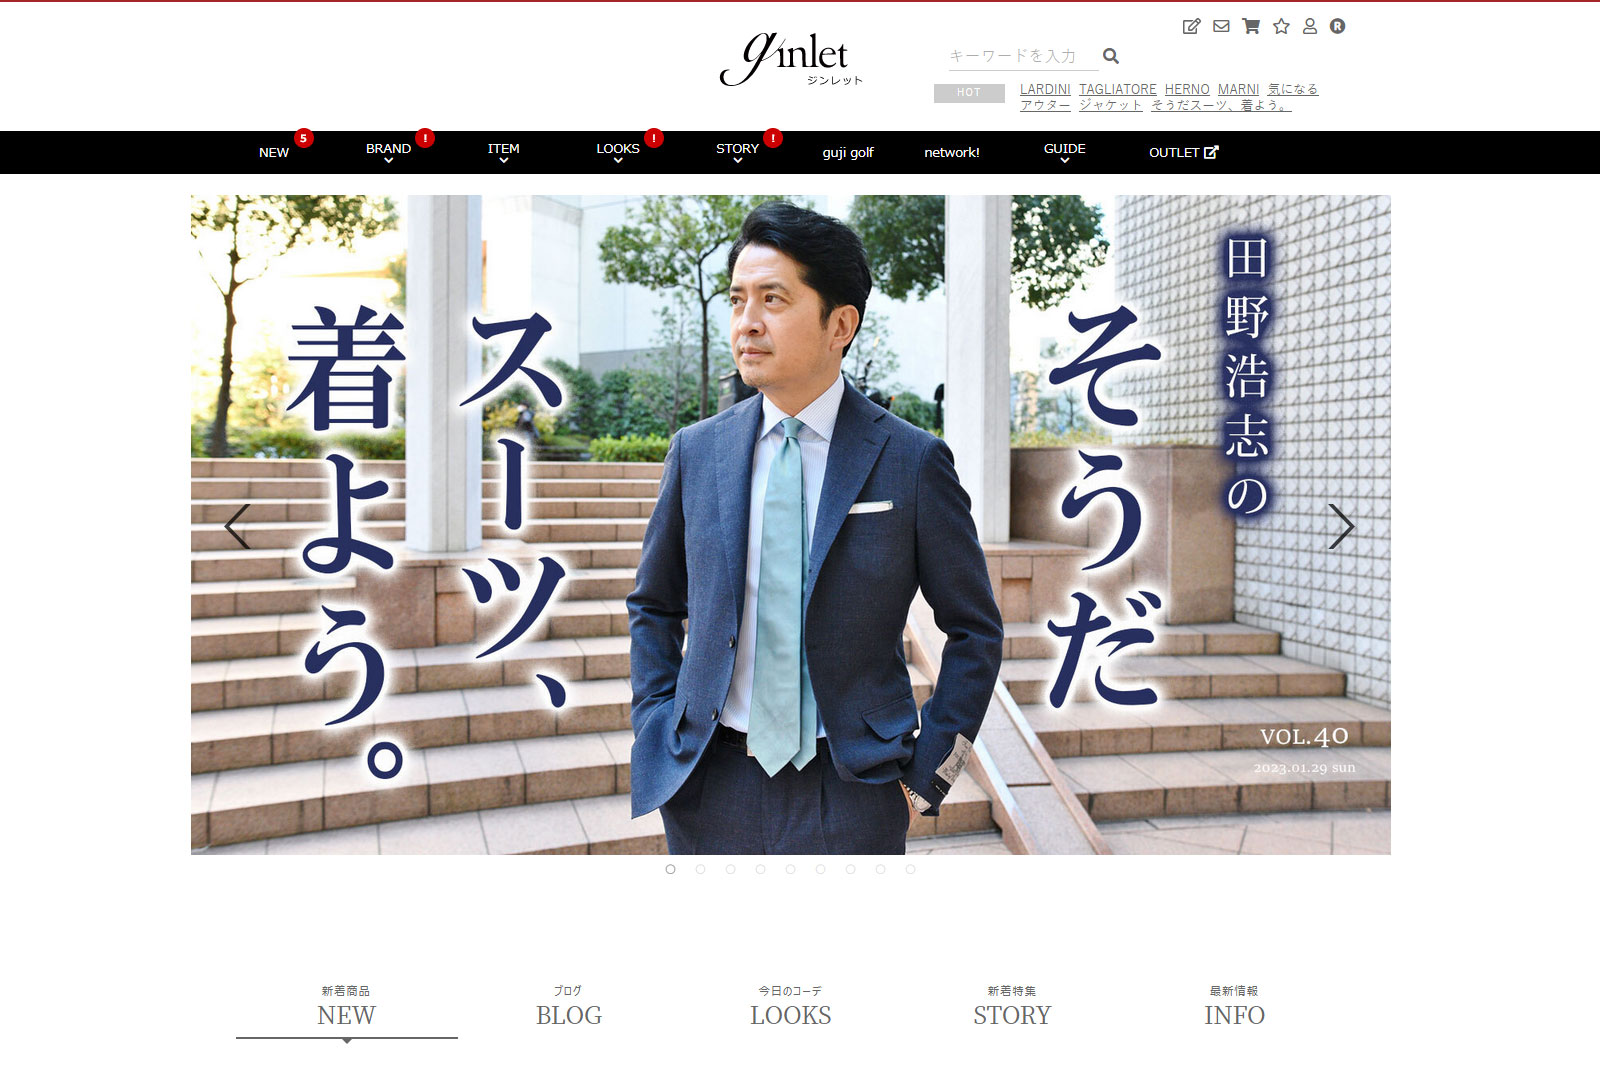 ginlet
ジンレット
キーワードを入力
HOT
LARDINI TAGLIATORE HERNO MARNI 気になる
アウター ジャケット そうだスーツ、着よう。
NEW 5
BRAND !
ITEM
LOOKS !
STORY !
guji golf
network!
GUIDE
OUTLET
田野浩志の
そうだ
スーツ、
着よう。
VOL.40
2023.01.29 sun
新着商品
NEW
ブログ
BLOG
今日のコーデ
LOOKS
新着特集
STORY
最新情報
INFO